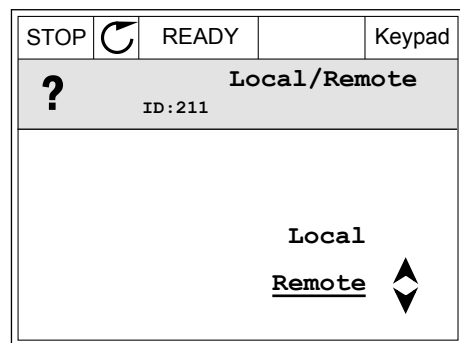 STOP READY Keypad
? Local/Remote
ID:211
Local
Remote